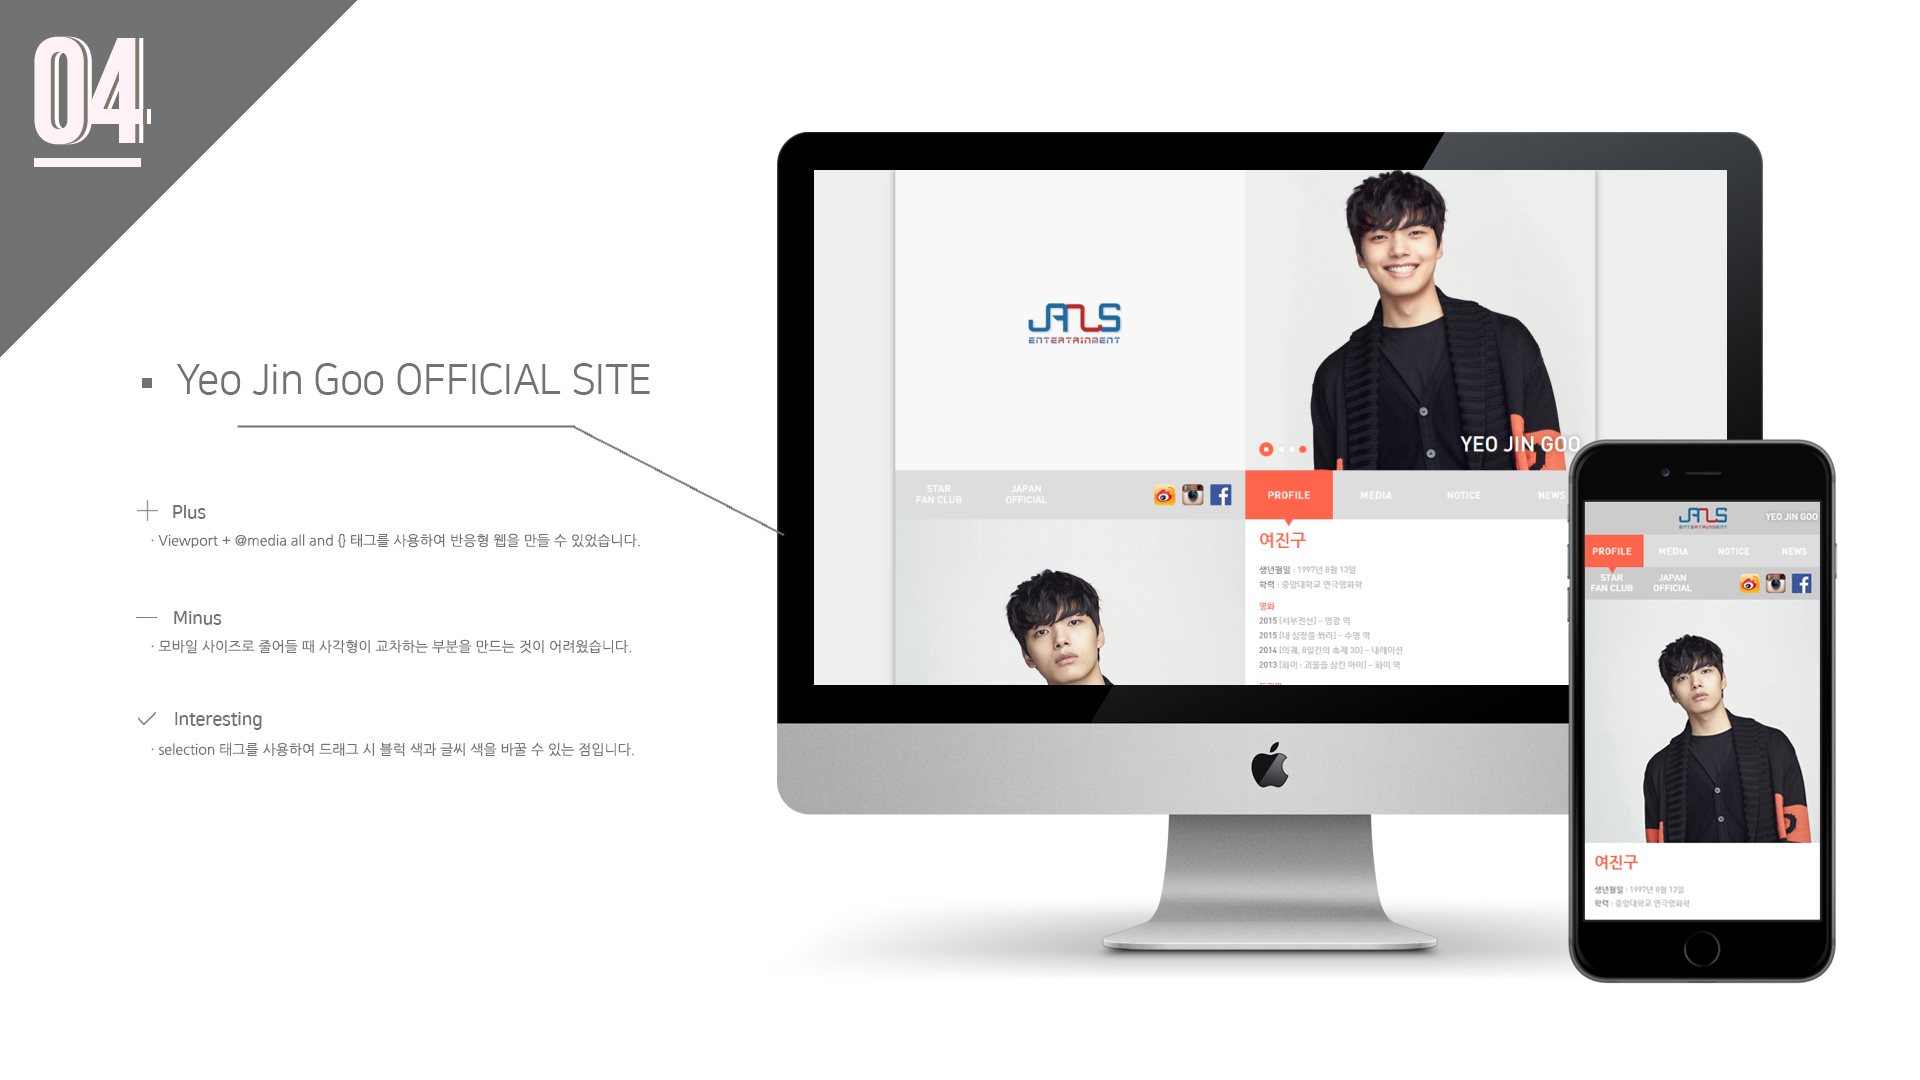 04
Yeo Jin Goo OFFICIAL SITE
Plus
· Viewport + @media all and {} 태그를 사용하여 반응형 웹을 만들 수 있었습니다.
Minus
· 모바일 사이즈로 줄어들 때 사각형이 교차하는 부분을 만드는 것이 어려웠습니다.
Interesting
· selection 태그를 사용하여 드래그 시 블럭 색과 글씨 색을 바꿀 수 있는 점입니다.
JANUS
ENTERTAINMENT
YEO JIN GOO
STAR
FAN CLUB
JAPAN
OFFICIAL
PROFILE
MEDIA
NOTICE
NEWS
여진구
생년월일 : 1997년 8월 13일
학력 : 중앙대학교 연극영화학
영화
2015 [서부전선] – 영광 역
2015 [내 심장을 쏴라] – 수명 역
2014 [의궤, 8일간의 축제 3D] – 내레이션
2013 [화이 : 괴물을 삼킨 아이] – 화이 역
JANUS
ENTERTAINMENT
YEO JIN GOO
PROFILE
MEDIA
NOTICE
NEWS
STAR
FAN CLUB
JAPAN
OFFICIAL
여진구
생년월일 : 1997년 8월 13일
학력 : 중앙대학교 연극영화학